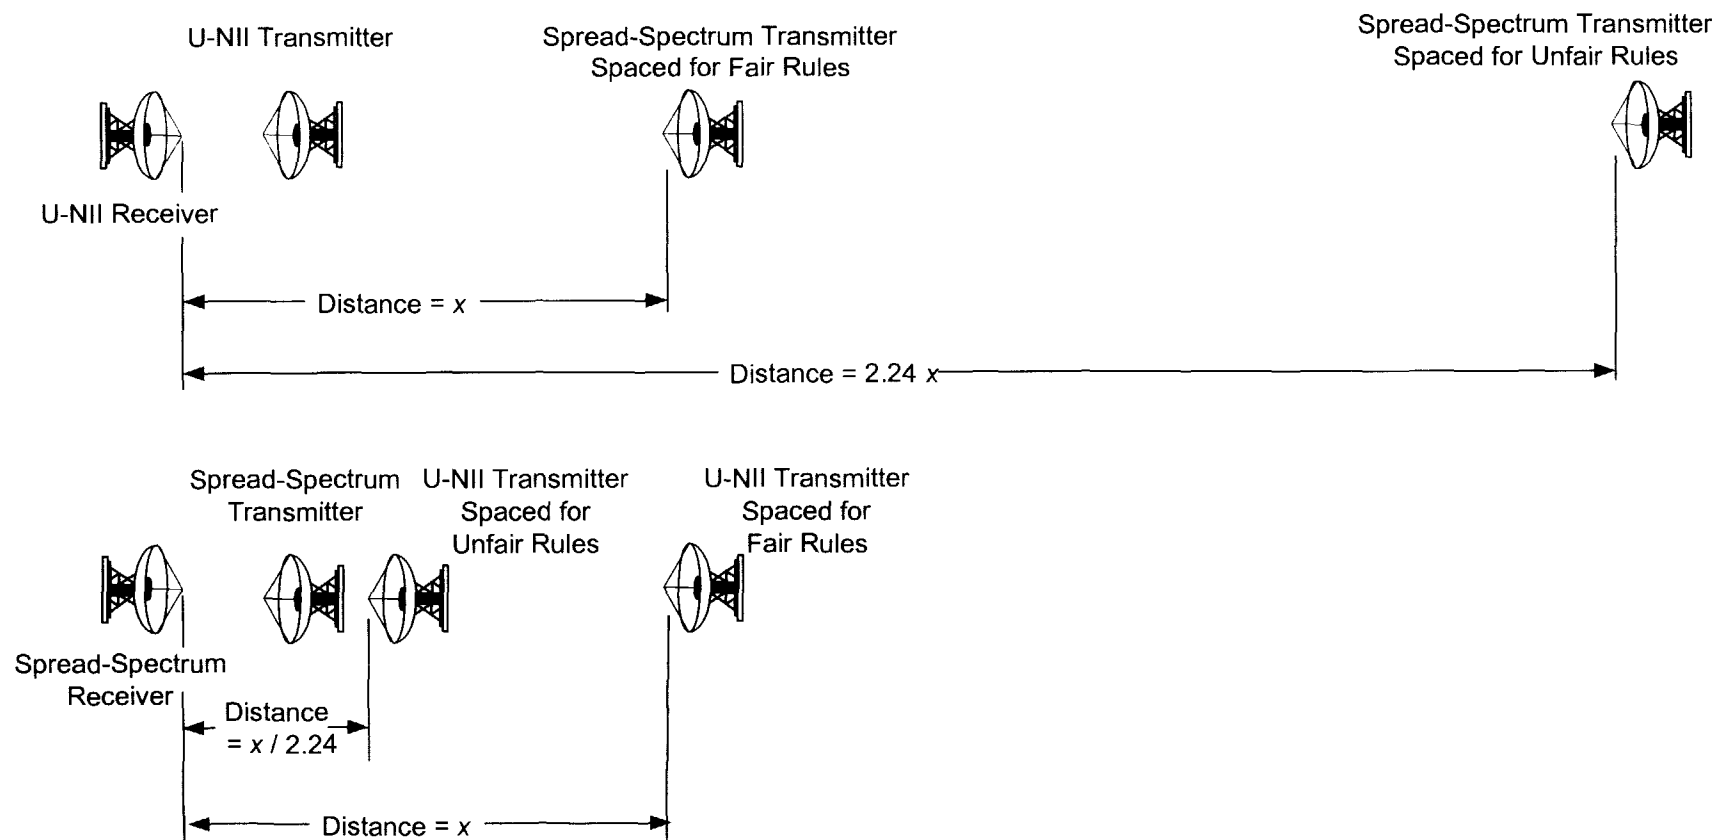 U-NII Transmitter
Spread-Spectrum Transmitter
Spaced for Fair Rules
Spread-Spectrum Transmitter
Spaced for Unfair Rules
U-NII Receiver
Distance = x
Distance = 2.24 x
Spread-Spectrum
Transmitter
U-NII Transmitter
Spaced for
Unfair Rules
U-NII Transmitter
Spaced for
Fair Rules
Spread-Spectrum
Receiver
Distance
= x / 2.24
Distance = x